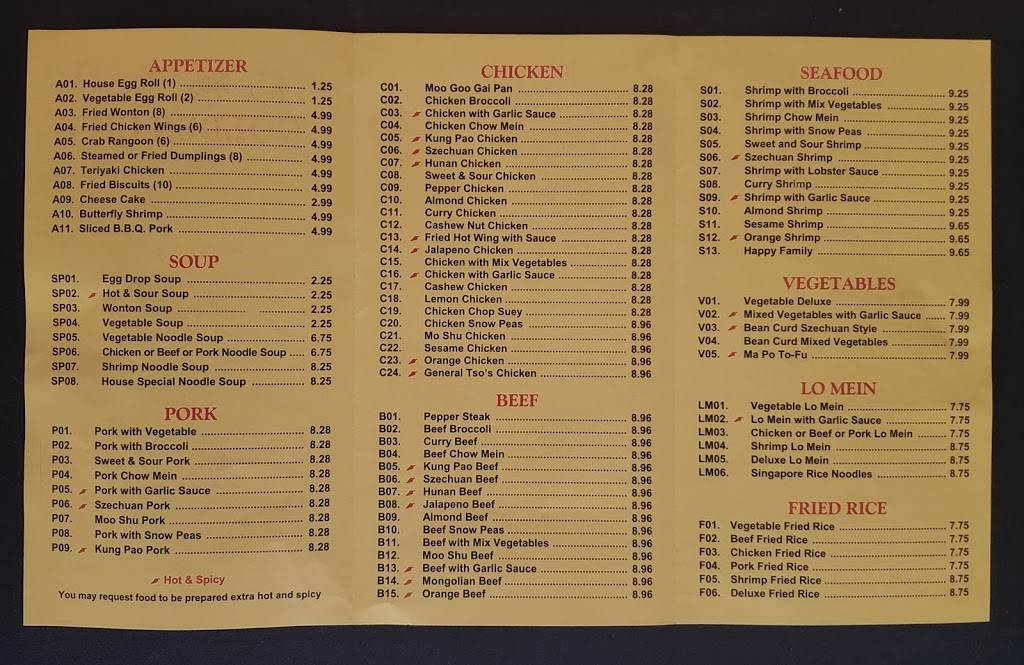 APPETIZER
A01. House Egg Roll (1) 1.25
A02. Vegetable Egg Roll (2) 1.25
A03. Fried Wonton (8) 4.99
A04. Fried Chicken Wings (6) 4.99
A05. Crab Rangoon (6) 4.99
A06. Steamed or Fried Dumplings (8) 4.99
A07. Teriyaki Chicken 4.99
A08. Fried Biscuits (10) 4.99
A09. Cheese Cake 2.99
A10. Butterfly Shrimp 4.99
A11. Sliced B.B.Q. Pork 4.99
SOUP
SP01. Egg Drop Soup 2.25
SP02. Hot & Sour Soup 2.25
SP03. Wonton Soup 2.25
SP04. Vegetable Soup 2.25
SP05. Vegetable Noodle Soup 6.75
SP06. Chicken or Beef or Pork Noodle Soup 6.75
SP07. Shrimp Noodle Soup 8.25
SP08. House Special Noodle Soup 8.25
PORK
P01. Pork with Vegetable 8.28
P02. Pork with Broccoli 8.28
P03. Sweet & Sour Pork 8.28
P04. Pork Chow Mein 8.28
P05. Pork with Garlic Sauce 8.28
P06. Szechuan Pork 8.28
P07. Moo Shu Pork 8.28
P08. Pork with Snow Peas 8.28
P09. Kung Pao Pork 8.28
Hot & Spicy
You may request food to be prepared extra hot and spicy
CHICKEN
C01. Moo Goo Gai Pan 8.28
C02. Chicken Broccoli 8.28
C03. Chicken with Garlic Sauce 8.28
C04. Chicken Chow Mein 8.28
C05. Kung Pao Chicken 8.28
C06. Szechuan Chicken 8.28
C07. Hunan Chicken 8.28
C08. Sweet & Sour Chicken 8.28
C09. Pepper Chicken 8.28
C10. Almond Chicken 8.28
C11. Curry Chicken 8.28
C12. Cashew Nut Chicken 8.28
C13. Fried Hot Wing with Sauce 8.28
C14. Jalapeno Chicken 8.28
C15. Chicken with Mix Vegetables 8.28
C16. Chicken with Garlic Sauce 8.28
C17. Cashew Chicken 8.28
C18. Lemon Chicken 8.28
C19. Chicken Chop Suey 8.28
C20. Chicken Snow Peas 8.96
C21. Mo Shu Chicken 8.96
C22. Sesame Chicken 8.96
C23. Orange Chicken 8.96
C24. General Tso's Chicken 8.96
BEEF
B01. Pepper Steak 8.96
B02. Beef Broccoli 8.96
B03. Curry Beef 8.96
B04. Beef Chow Mein 8.96
B05. Kung Pao Beef 8.96
B06. Szechuan Beef 8.96
B07. Hunan Beef 8.96
B08. Jalapeno Beef 8.96
B09. Almond Beef 8.96
B10. Beef Snow Peas 8.96
B11. Beef with Mix Vegetables 8.96
B12. Moo Shu Beef 8.96
B13. Beef with Garlic Sauce 8.96
B14. Mongolian Beef 8.96
B15. Orange Beef 8.96
SEAFOOD
S01. Shrimp with Broccoli 9.25
S02. Shrimp with Mix Vegetables 9.25
S03. Shrimp Chow Mein 9.25
S04. Shrimp with Snow Peas 9.25
S05. Sweet and Sour Shrimp 9.25
S06. Szechuan Shrimp 9.25
S07. Shrimp with Lobster Sauce 9.25
S08. Curry Shrimp 9.25
S09. Shrimp with Garlic Sauce 9.25
S10. Almond Shrimp 9.25
S11. Sesame Shrimp 9.65
S12. Orange Shrimp 9.65
S13. Happy Family 9.65
VEGETABLES
V01. Vegetable Deluxe 7.99
V02. Mixed Vegetables with Garlic Sauce 7.99
V03. Bean Curd Szechuan Style 7.99
V04. Bean Curd Mixed Vegetables 7.99
V05. Ma Po To-Fu 7.99
LO MEIN
LM01. Vegetable Lo Mein 7.75
LM02. Lo Mein with Garlic Sauce 7.75
LM03. Chicken or Beef or Pork Lo Mein 7.75
LM04. Shrimp Lo Mein 8.75
LM05. Deluxe Lo Mein 8.75
LM06. Singapore Rice Noodles 8.75
FRIED RICE
F01. Vegetable Fried Rice 7.75
F02. Beef Fried Rice 7.75
F03. Chicken Fried Rice 7.75
F04. Pork Fried Rice 7.75
F05. Shrimp Fried Rice 8.75
F06. Deluxe Fried Rice 8.75